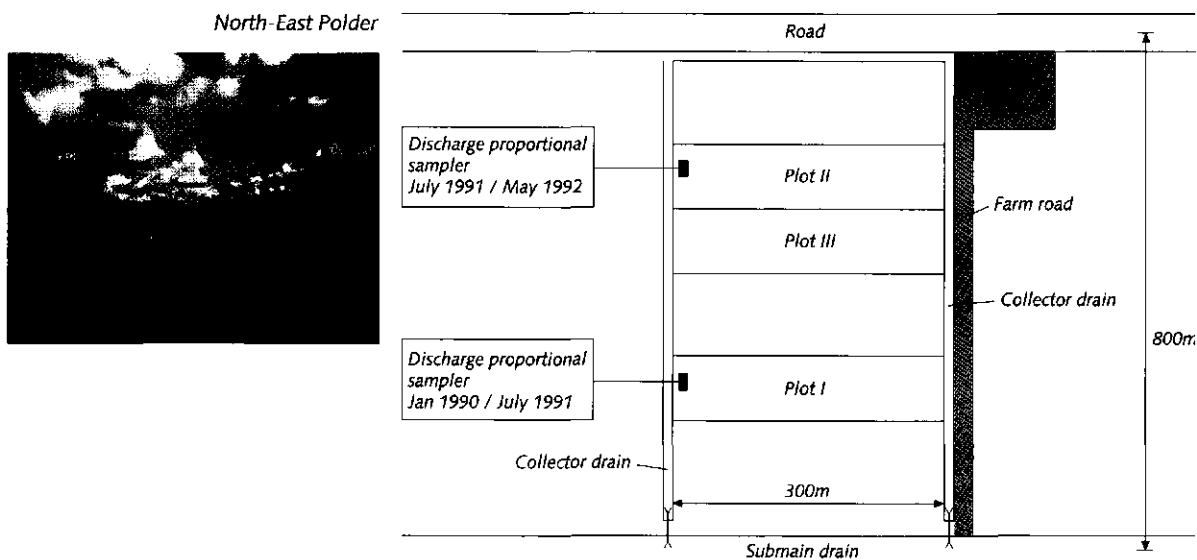 North-East Polder
Road
Discharge proportional
sampler
July 1991 / May 1992
Plot II
Farm road
Plot III
Collector drain
800m
Discharge proportional
sampler
Jan 1990 / July 1991
Plot I
Collector drain
300m
Submain drain